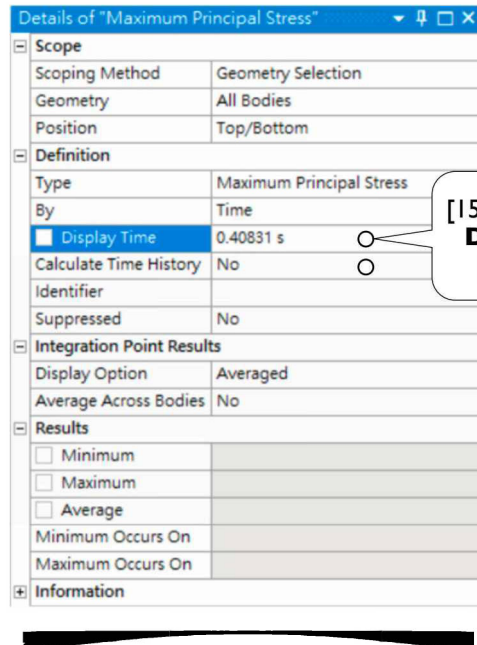 Details of "Maximum Principal Stress"
Scope
Scoping Method Geometry Selection
Geometry All Bodies
Position Top/Bottom
Definition
Type Maximum Principal Stress
By Time
[15
Display Time 0.40831 s
D
Calculate Time History No
Identifier
Suppressed No
Integration Point Results
Display Option Averaged
Average Across Bodies No
Results
Minimum
Maximum
Average
Minimum Occurs On
Maximum Occurs On
Information